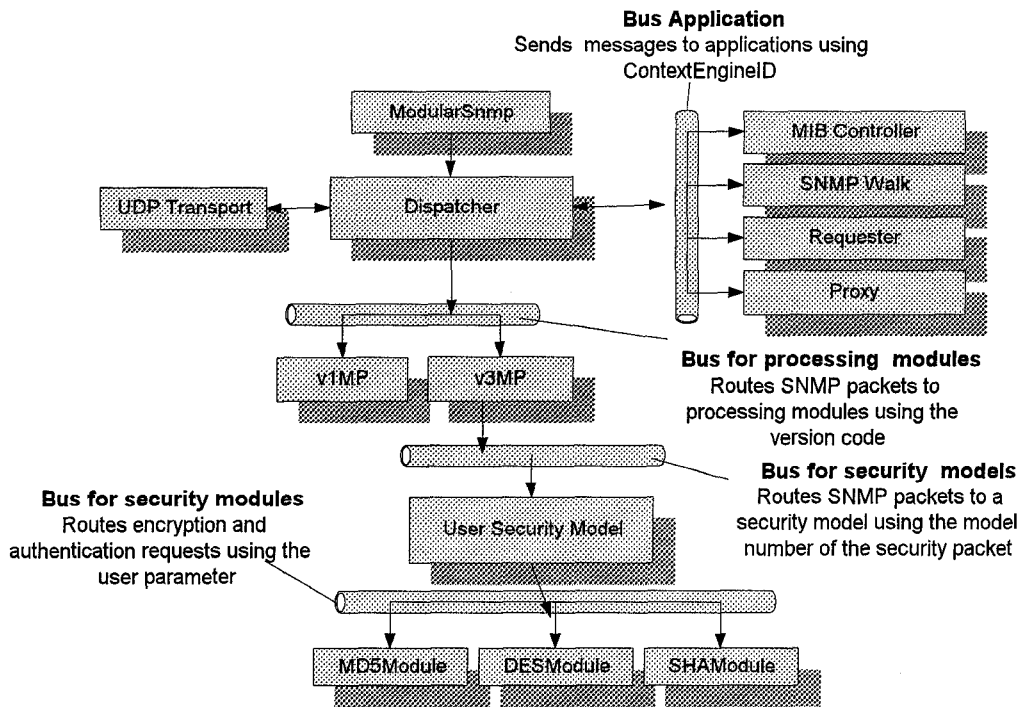 Bus Application
Sends messages to applications using
ContextEngineID
ModularSnmp
MIB Controller
SNMP Walk
UDP Transport
Dispatcher
Requester
Proxy
Bus for processing modules
Routes SNMP packets to
processing modules using the
version code
v1MP
v3MP
Bus for security models
Routes SNMP packets to a
security model using the model
number of the security packet
Bus for security modules
Routes encryption and
authentication requests using the
user parameter
User Security Model
MD5Module
DESModule
SHAModule